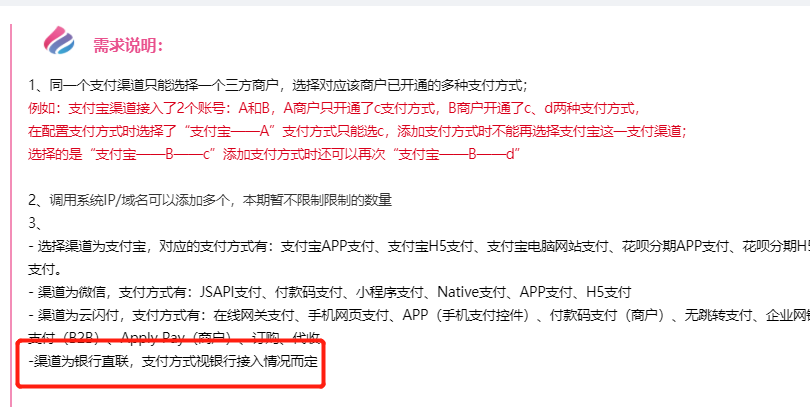 需求说明：
1、同一个支付渠道只能选择一个三方商户，选择对应该商户已开通的多种支付方式；
例如：支付宝渠道接入了2个账号：A和B，A商户只开通了c支付方式，B商户开通了c、d两种支付方式，
在配置支付方式时选择了“支付宝——A”支付方式只能选c，添加支付方式时不能再选择支付宝这一支付渠道；
选择的是“支付宝——B——c”添加支付方式时还可以再次“支付宝——B——d”
2、调用系统IP/域名可以添加多个，本期暂不限制限制的数量
3、
- 选择渠道为支付宝，对应的支付方式有：支付宝APP支付、支付宝H5支付、支付宝电脑网站支付、花呗分期APP支付、花呗分期H5
支付。
- 渠道为微信，支付方式有：JSAPI支付、付款码支付、小程序支付、Native支付、APP支付、H5支付
- 渠道为云闪付，支付方式有：在线网关支付、手机网页支付、APP（手机支付控件）、付款码支付（商户）、无跳转支付、企业网银
支付（B2B）、Apply Pay（商户）、订购、代收
-渠道为银行直联，支付方式视银行接入情况而定